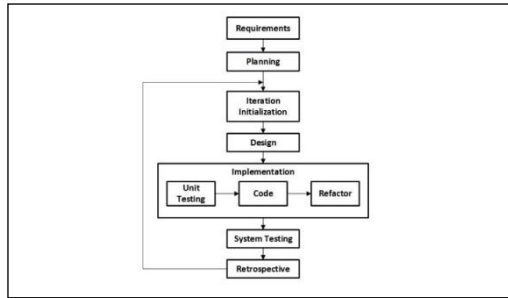 Requirements
Planning
Iteration
Initialization
Design
Implementation
Unit
Testing
Code
Refactor
System Testing
Retrospective